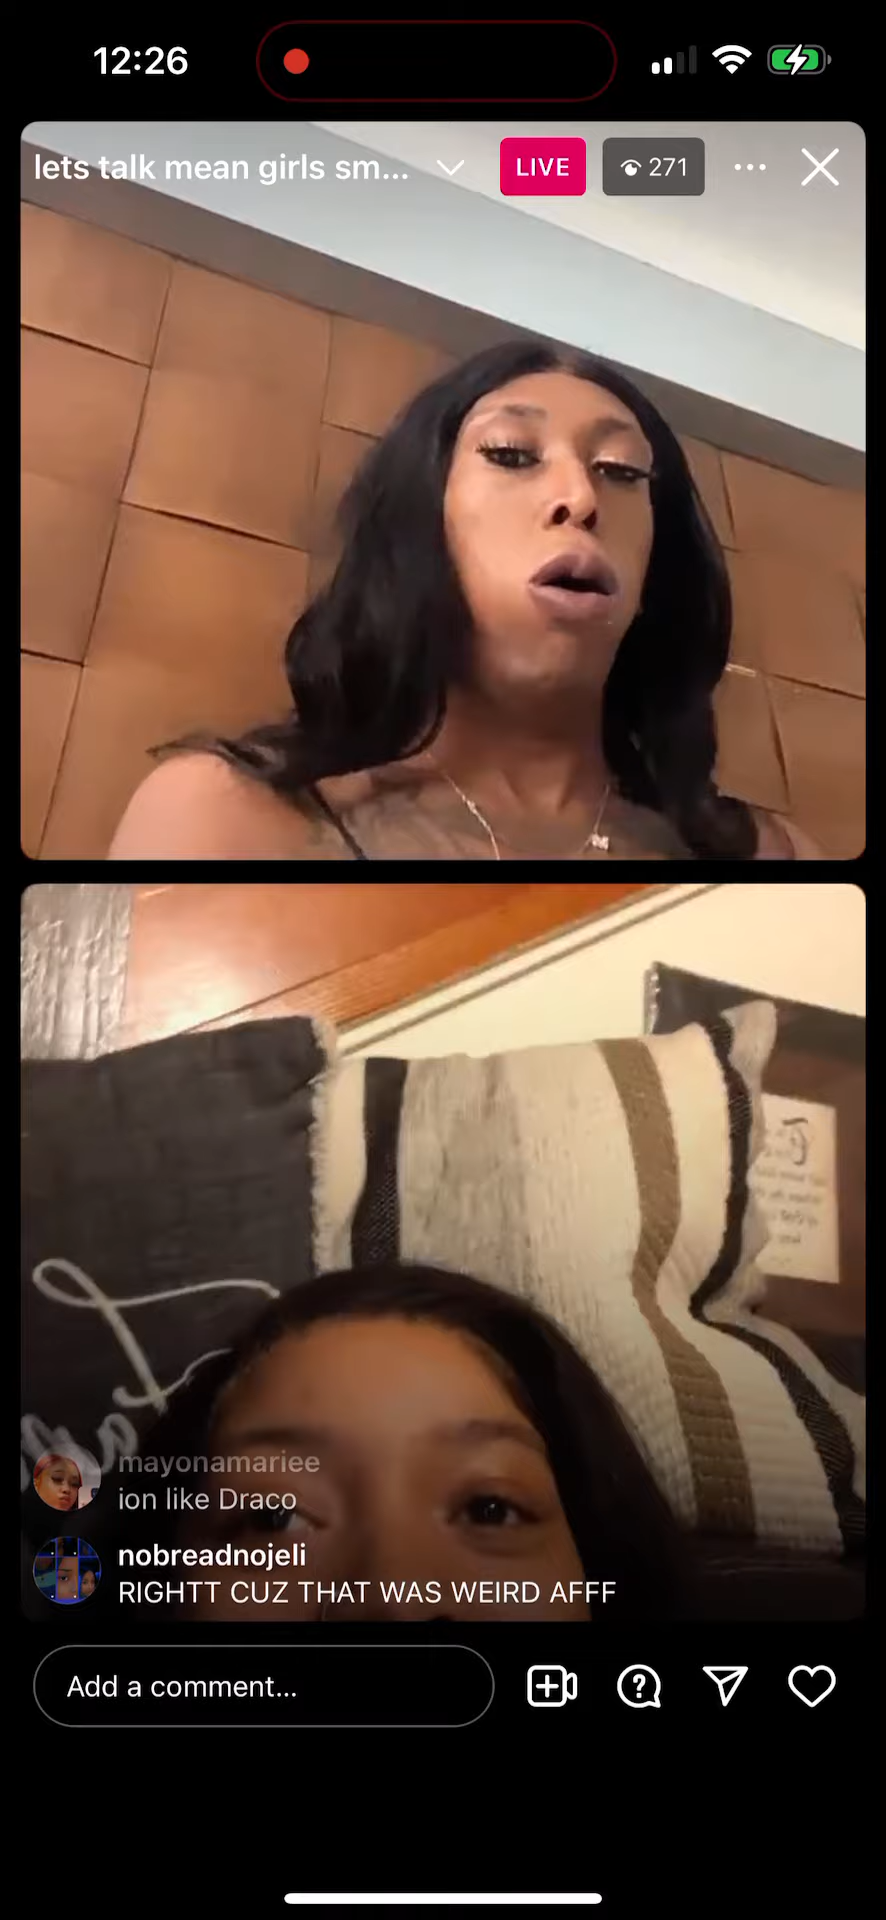 12:26
lets talk mean girls sm...
LIVE
271
mayonamariee
ion like Draco
nobreadnojeli
RIGHTT CUZ THAT WAS WEIRD AFFF
Add a comment...